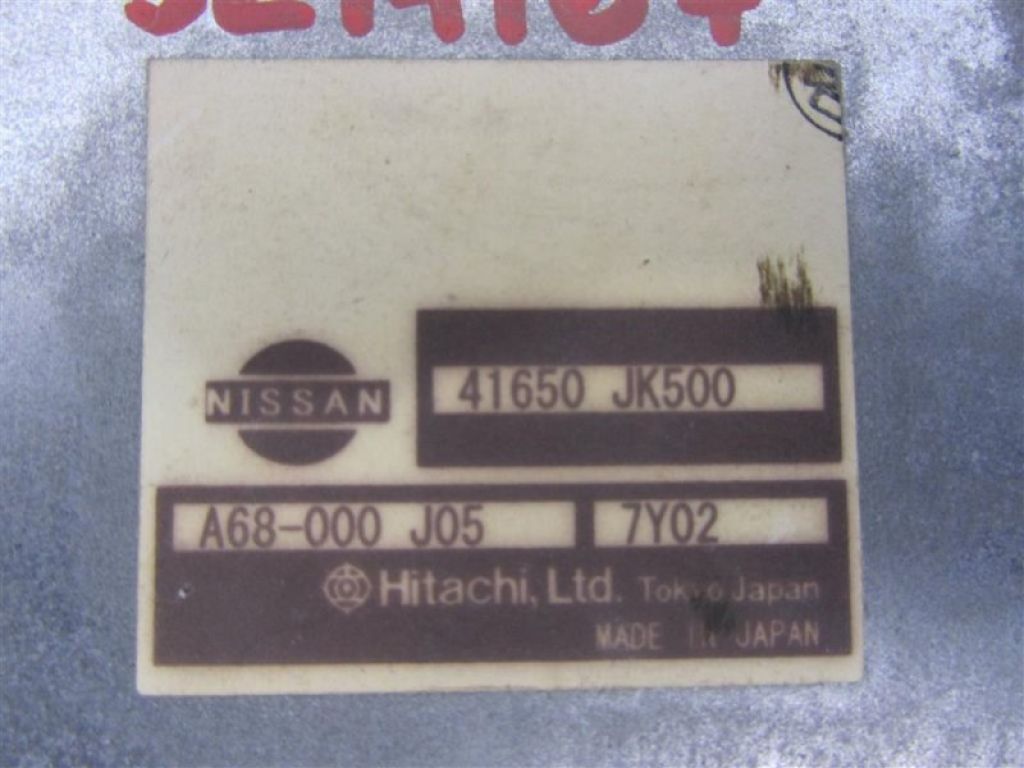 41650 JK500
NISSAN
A68-000 J05 7Y02
Hitachi, Ltd. Tokyo Japan
MADE IN JAPAN